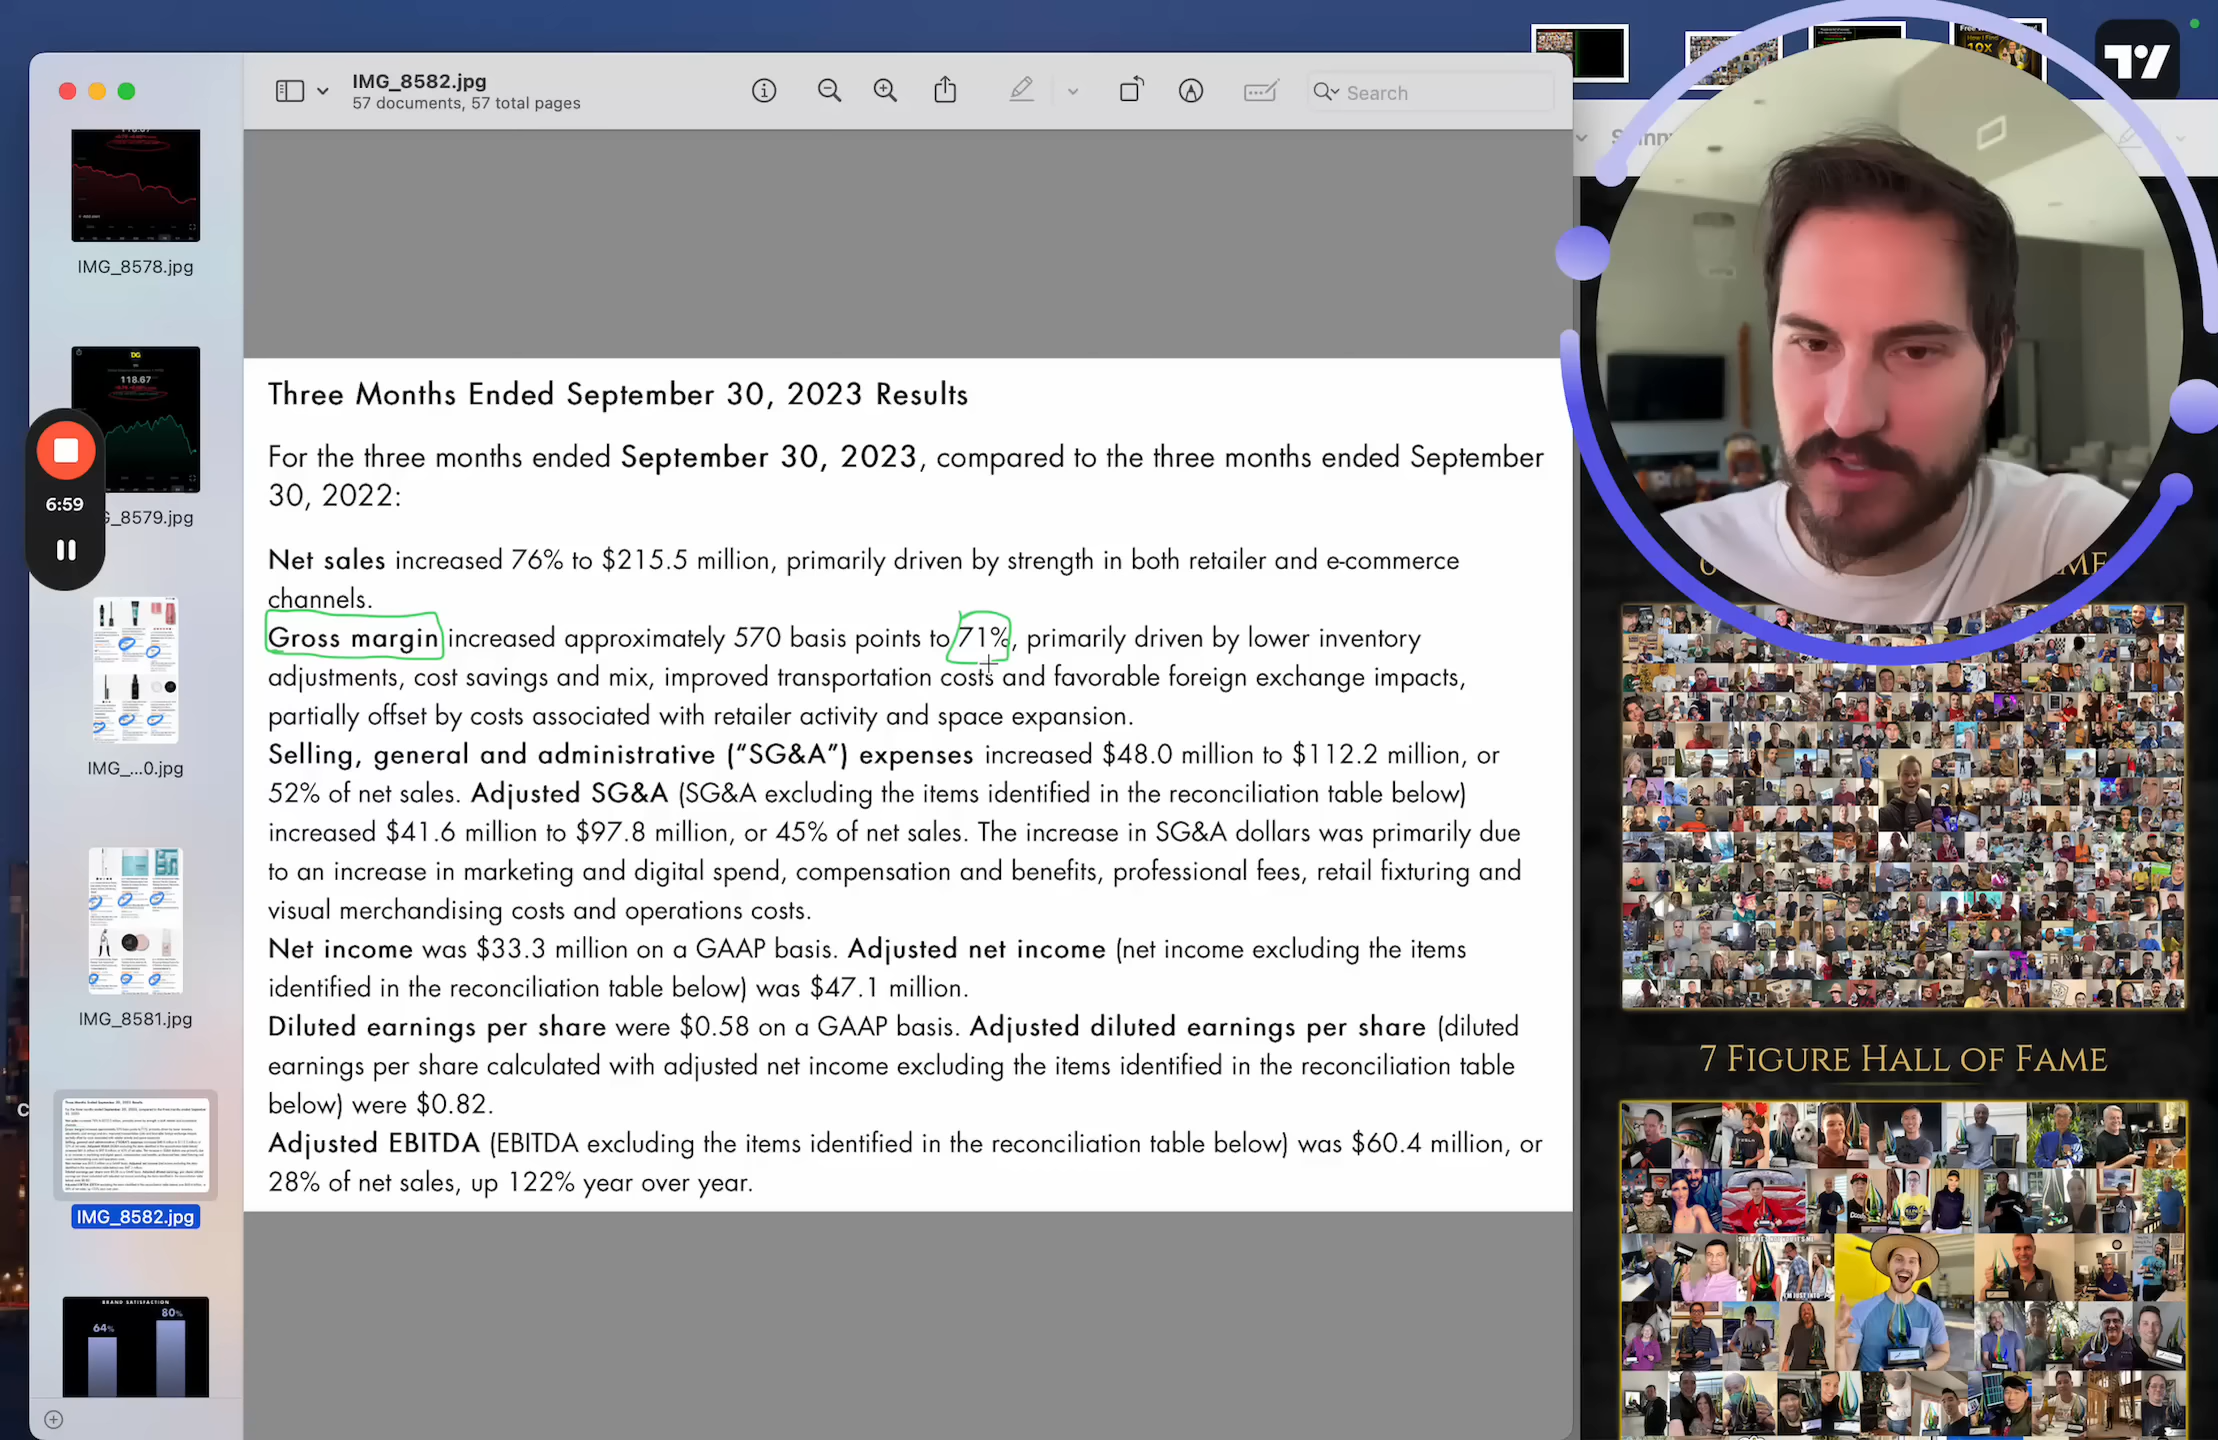 IMG_8582.jpg
57 documents, 57 total pages
Search
118.67
IMG_8578.jpg
DG
118.67
6:59
_8579.jpg
IMG_...0.jpg
IMG_8581.jpg
IMG_8582.jpg
BRAND SATISFACTION
64%
80%
Three Months Ended September 30, 2023 Results
For the three months ended September 30, 2023, compared to the three months ended September
30, 2022:
Net sales increased 76% to $215.5 million, primarily driven by strength in both retailer and e-commerce
channels.
Gross margin increased approximately 570 basis points to 71%, primarily driven by lower inventory
adjustments, cost savings and mix, improved transportation costs and favorable foreign exchange impacts,
partially offset by costs associated with retailer activity and space expansion.
Selling, general and administrative (“SG&A”) expenses increased $48.0 million to $112.2 million, or
52% of net sales. Adjusted SG&A (SG&A excluding the items identified in the reconciliation table below)
increased $41.6 million to $97.8 million, or 45% of net sales. The increase in SG&A dollars was primarily due
to an increase in marketing and digital spend, compensation and benefits, professional fees, retail fixturing and
visual merchandising costs and operations costs.
Net income was $33.3 million on a GAAP basis. Adjusted net income (net income excluding the items
identified in the reconciliation table below) was $47.1 million.
Diluted earnings per share were $0.58 on a GAAP basis. Adjusted diluted earnings per share (diluted
earnings per share calculated with adjusted net income excluding the items identified in the reconciliation table
below) were $0.82.
Adjusted EBITDA (EBITDA excluding the items identified in the reconciliation table below) was $60.4 million, or
28% of net sales, up 122% year over year.
7 FIGURE HALL OF FAME